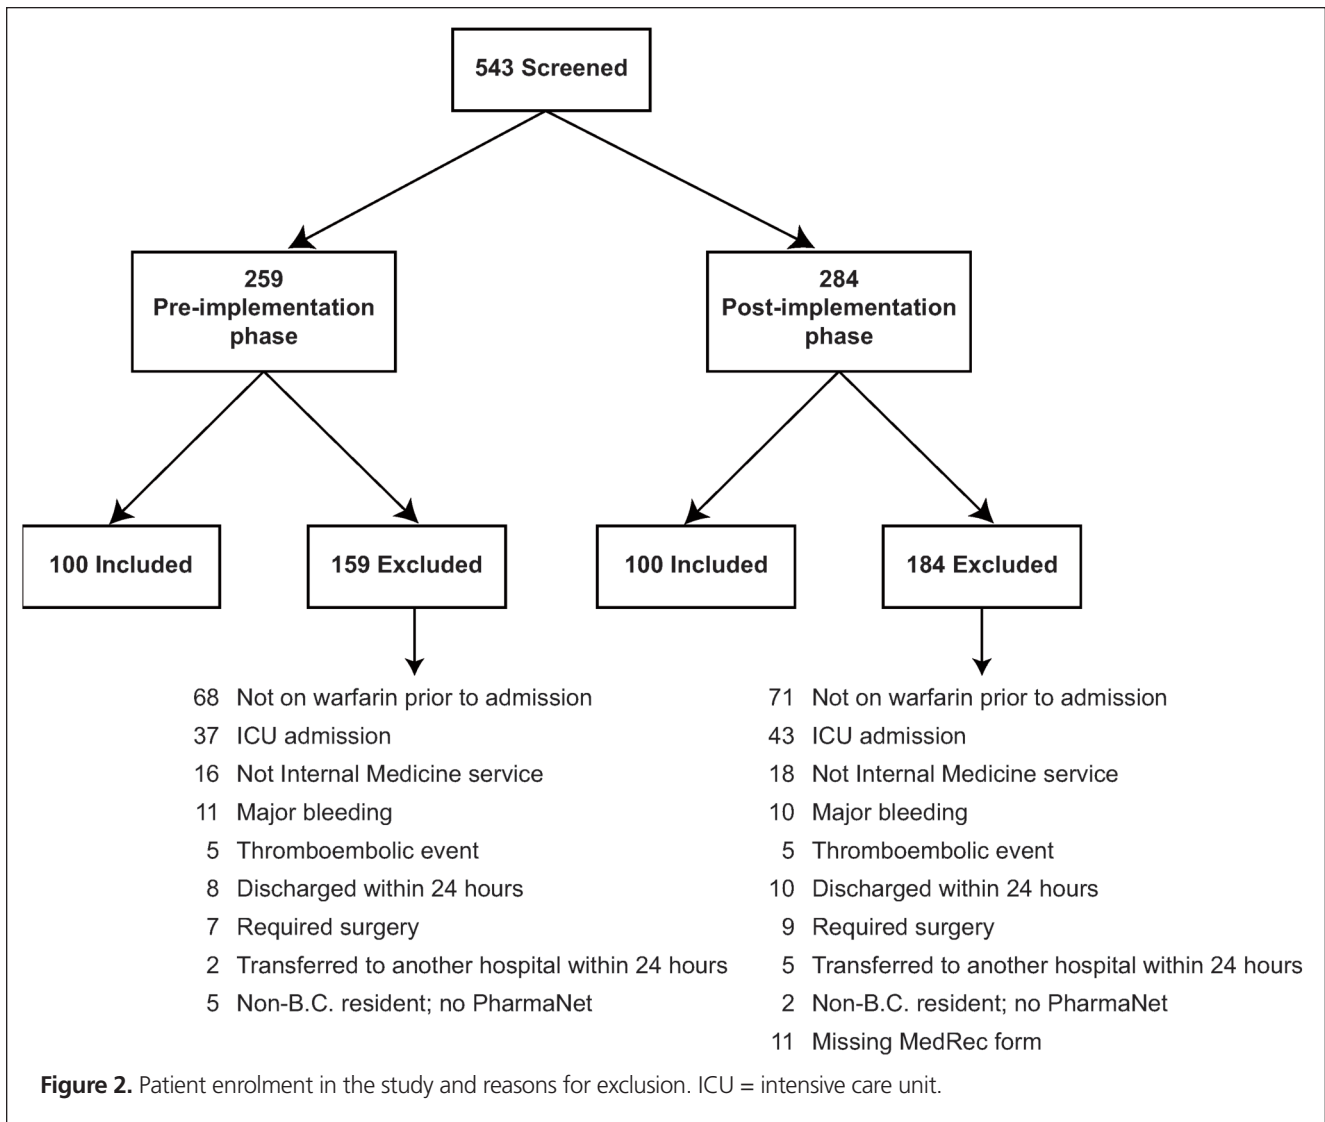 543 Screened
259
Pre-implementation
phase
284
Post-implementation
phase
100 Included
159 Excluded
100 Included
184 Excluded
68 Not on warfarin prior to admission
37 ICU admission
16 Not Internal Medicine service
11 Major bleeding
5 Thromboembolic event
8 Discharged within 24 hours
7 Required surgery
2 Transferred to another hospital within 24 hours
5 Non-B.C. resident; no PharmaNet
71 Not on warfarin prior to admission
43 ICU admission
18 Not Internal Medicine service
10 Major bleeding
5 Thromboembolic event
10 Discharged within 24 hours
9 Required surgery
5 Transferred to another hospital within 24 hours
2 Non-B.C. resident; no PharmaNet
11 Missing MedRec form
Figure 2. Patient enrolment in the study and reasons for exclusion. ICU = intensive care unit.